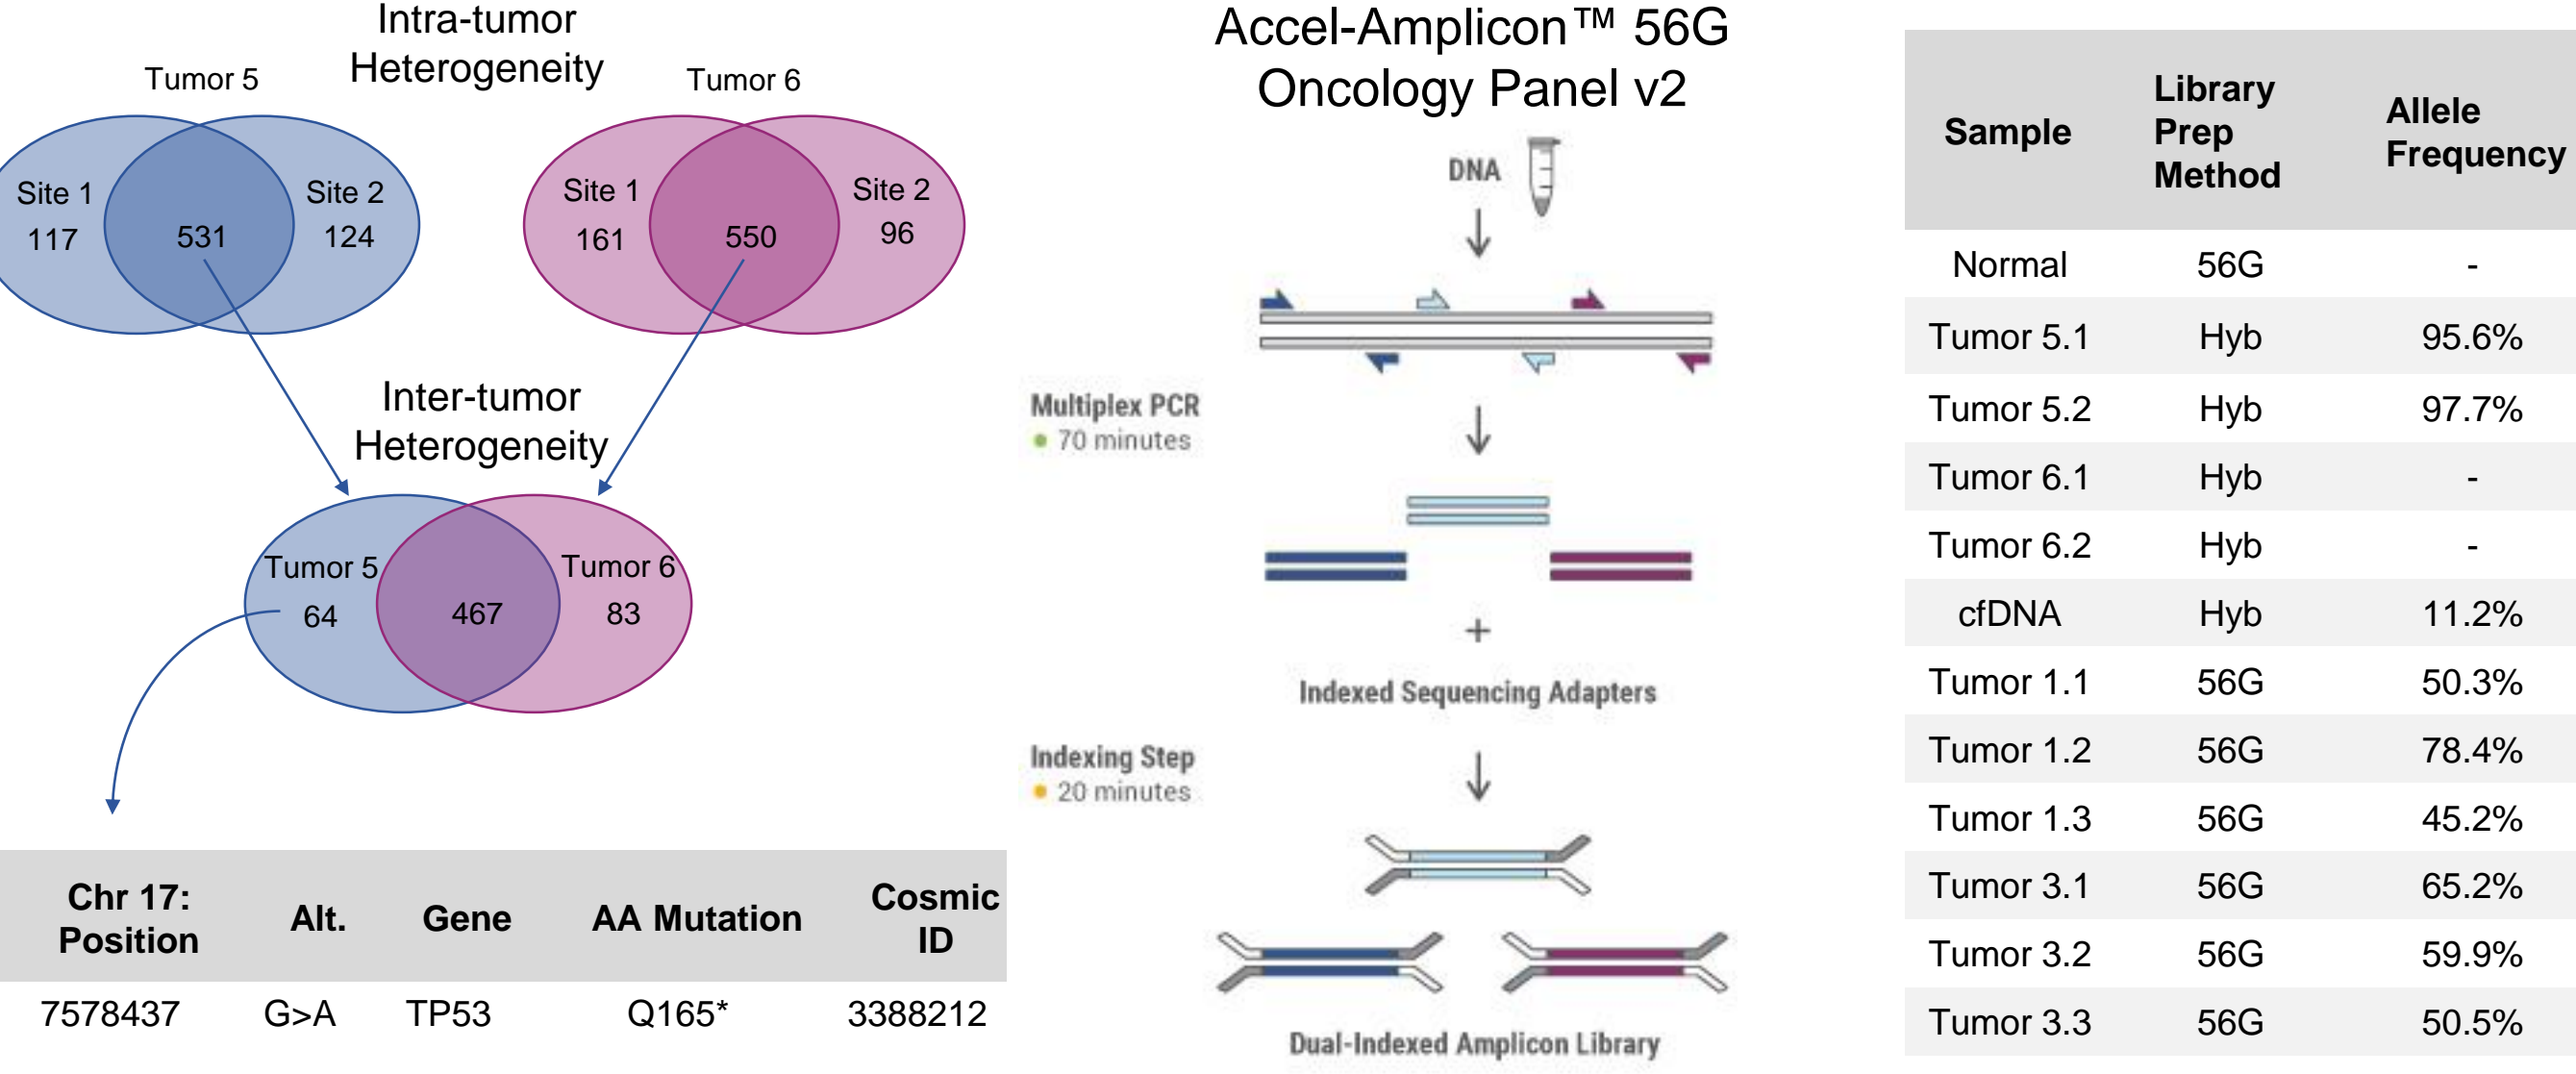 Intra-tumor
Heterogeneity
Tumor 5
Tumor 6
Site 1
117
531
Site 2
124
Site 1
161
550
Site 2
96
Inter-tumor
Heterogeneity
Tumor 5
64
467
Tumor 6
83
Chr 17: Position Alt. Gene AA Mutation Cosmic ID
7578437 G>A TP53 Q165* 3388212
Accel-Amplicon™ 56G
Oncology Panel v2
DNA
Multiplex PCR
70 minutes
+
Indexed Sequencing Adapters
Indexing Step
20 minutes
Dual-Indexed Amplicon Library
Sample Library Prep Method Allele Frequency
Normal 56G -
Tumor 5.1 Hyb 95.6%
Tumor 5.2 Hyb 97.7%
Tumor 6.1 Hyb -
Tumor 6.2 Hyb -
cfDNA Hyb 11.2%
Tumor 1.1 56G 50.3%
Tumor 1.2 56G 78.4%
Tumor 1.3 56G 45.2%
Tumor 3.1 56G 65.2%
Tumor 3.2 56G 59.9%
Tumor 3.3 56G 50.5%